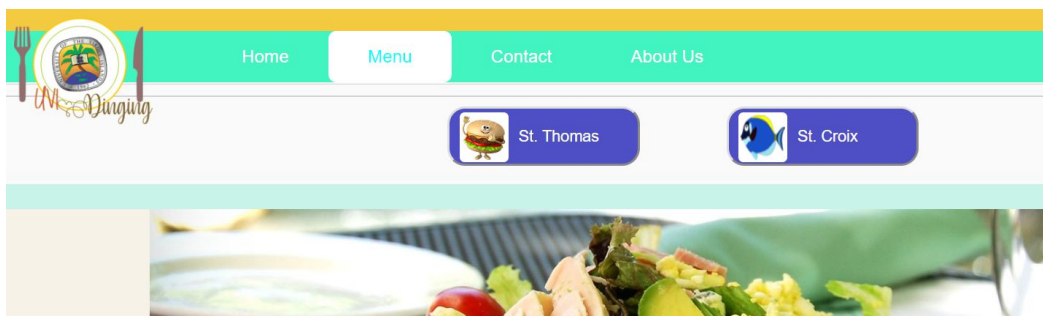 Home
Menu
Contact
About Us
UVI Dinging
St. Thomas
St. Croix